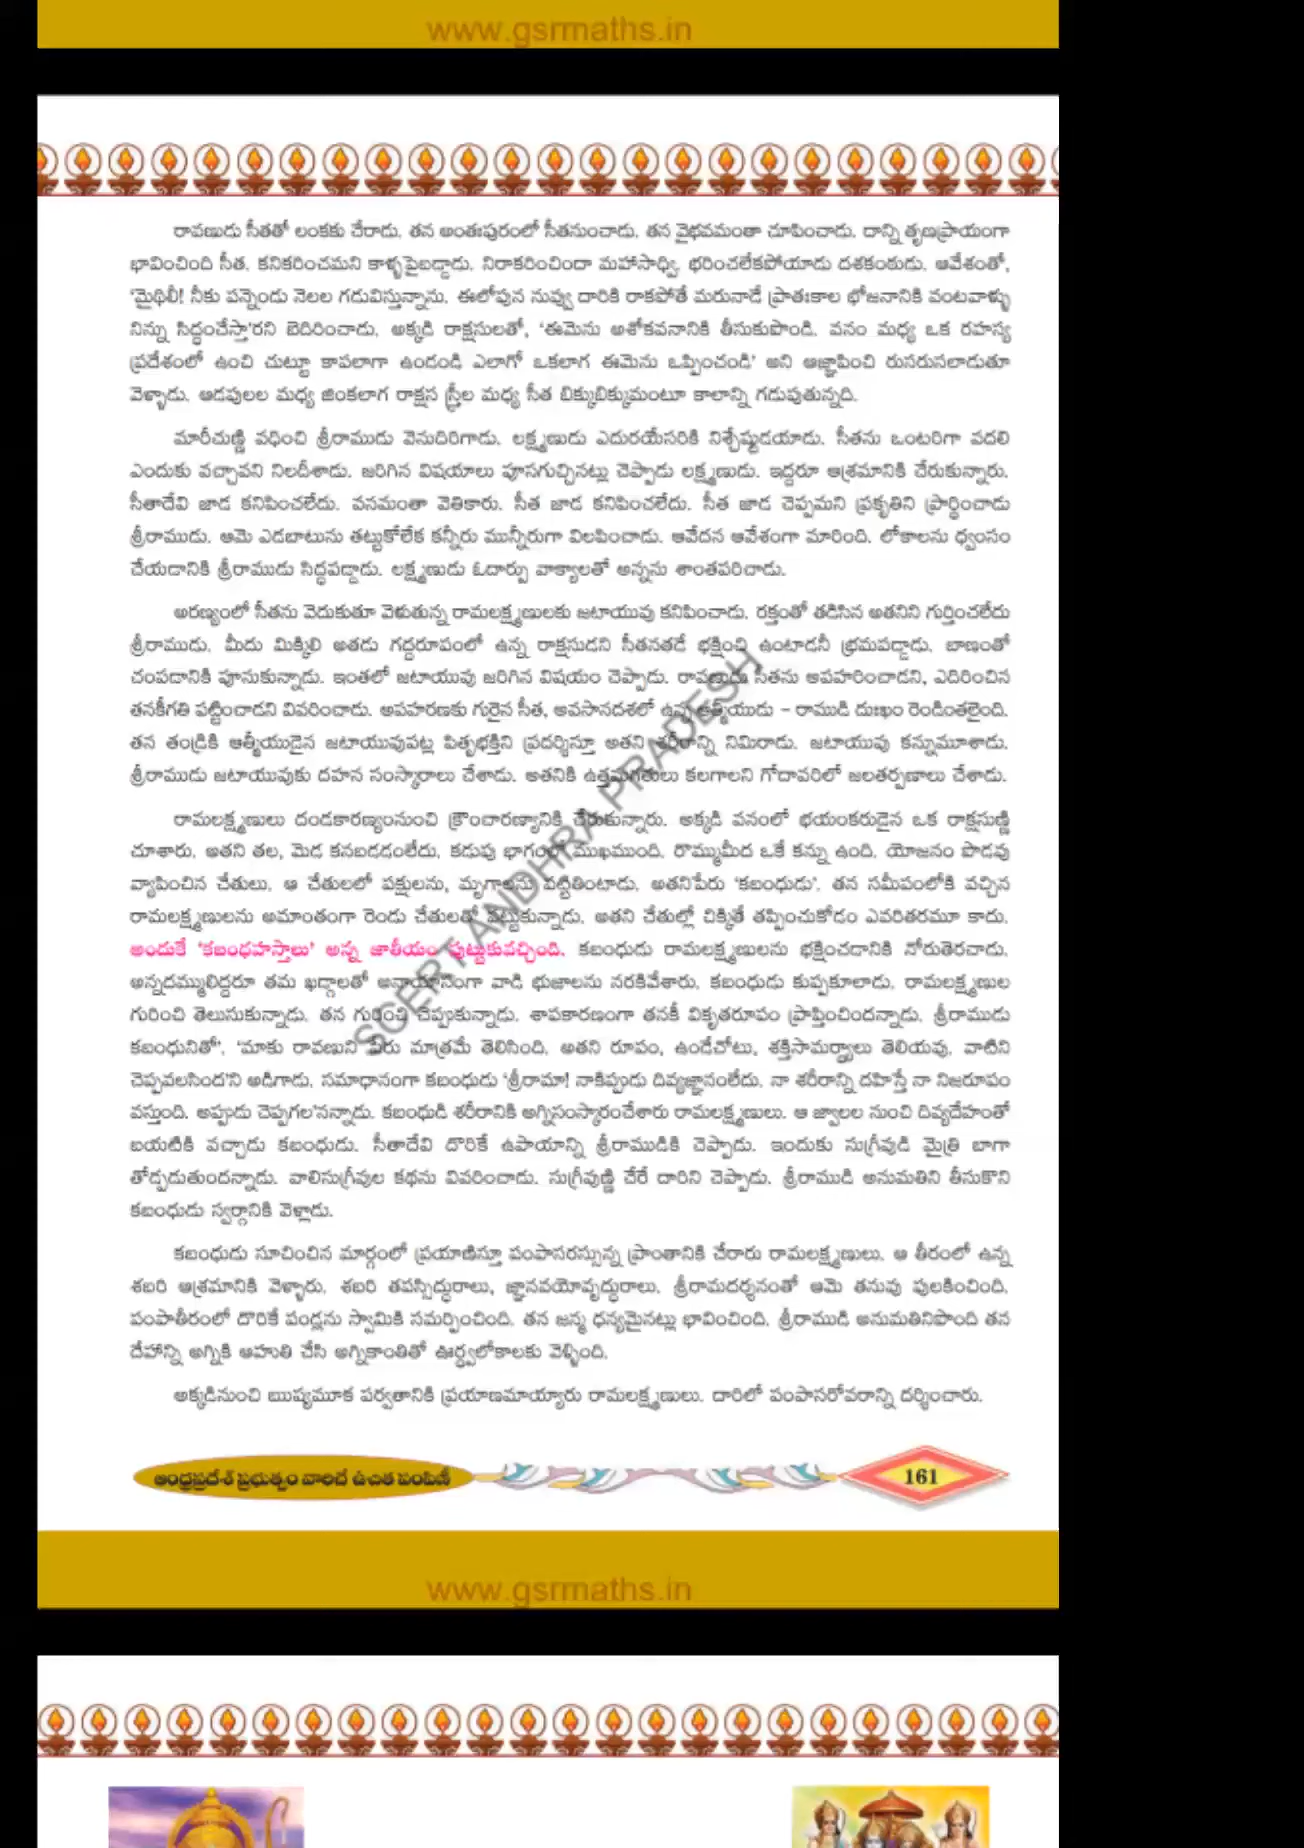 www.gsrmaths.in
రావణుడు సీతతో లంకకు చేరాడు. తన అంతఃపురంలో సీతనుంచాడు. తన వైభవమంతా చూపించాడు. దాన్ని తృణప్రాయంగా
భావించింది సీత. కనికరించమని కాళ్ళపైబడ్డాడు. నిరాకరించిందా మహాసాధ్వి. భరించలేకపోయాడు దశకంఠుడు. ఆవేశంతో,
‘మైథిలీ! నీకు పన్నెండు నెలల గడువిస్తున్నాను. ఈలోపున నువ్వు దారికి రాకపోతే మరునాడే ప్రాతఃకాల భోజనానికి వంటవాళ్ళు
నిన్ను సిద్ధంచేస్తా’రని బెదిరించాడు. అక్కడి రాక్షసులతో, ‘ఈమెను అశోకవనానికి తీసుకుపొండి. వనం మధ్య ఒక రహస్య
ప్రదేశంలో ఉంచి చుట్టూ కాపలాగా ఉండండి ఎలాగో ఒకలాగ ఈమెను ఒప్పించండి’ అని ఆజ్ఞాపించి రుసరుసలాడుతూ
వెళ్ళాడు. ఆడపులల మధ్య జింకలాగ రాక్షస స్త్రీల మధ్య సీత బిక్కుబిక్కుమంటూ కాలాన్ని గడుపుతున్నది.
మారీచుణ్ణి వధించి శ్రీరాముడు వెనుదిరిగాడు. లక్ష్మణుడు ఎదురయేసరికి నిశ్చేష్టుడయాడు. సీతను ఒంటరిగా వదలి
ఎందుకు వచ్చావని నిలదీశాడు. జరిగిన విషయాలు పూసగుచ్చినట్లు చెప్పాడు లక్ష్మణుడు. ఇద్దరూ ఆశ్రమానికి చేరుకున్నారు.
సీతాదేవి జాడ కనిపించలేదు. వనమంతా వెతికారు. సీత జాడ కనిపించలేదు. సీత జాడ చెప్పమని ప్రకృతిని ప్రార్థించాడు
శ్రీరాముడు. ఆమె ఎడబాటును తట్టుకోలేక కన్నీరు మున్నీరుగా విలపించాడు. ఆవేదన ఆవేశంగా మారింది. లోకాలను ధ్వంసం
చేయడానికి శ్రీరాముడు సిద్ధపడ్డాడు. లక్ష్మణుడు ఓదార్పు వాక్యాలతో అన్నను శాంతపరిచాడు.
అరణ్యంలో సీతను వెదుకుతూ వెళుతున్న రామలక్ష్మణులకు జటాయువు కనిపించాడు. రక్తంతో తడిసిన అతనిని గుర్తించలేదు
శ్రీరాముడు. మీదు మిక్కిలి అతడు గద్దరూపంలో ఉన్న రాక్షసుడని సీతనతడే భక్షించి ఉంటాడనీ భ్రమపడ్డాడు. బాణంతో
చంపడానికి పూనుకున్నాడు. ఇంతలో జటాయువు జరిగిన విషయం చెప్పాడు. రావణుడు సీతను అపహరించాడని, ఎదిరించిన
తనకీగతి పట్టించాడని వివరించాడు. అపహరణకు గురైన సీత, అవసానదశలో ఉన్న ఆత్మీయుడు – రాముడి దుఃఖం రెండింతలైంది.
తన తండ్రికి ఆత్మీయుడైన జటాయువుపట్ల పితృభక్తిని ప్రదర్శిస్తూ అతని శరీరాన్ని నిమిరాడు. జటాయువు కన్నుమూశాడు.
శ్రీరాముడు జటాయువుకు దహన సంస్కారాలు చేశాడు. అతనికి ఉత్తమగతులు కలగాలని గోదావరిలో జలతర్పణాలు చేశాడు.
రామలక్ష్మణులు దండకారణ్యంనుంచి క్రౌంచారణ్యానికి చేరుకున్నారు. అక్కడి వనంలో భయంకరుడైన ఒక రాక్షసుణ్ణి
చూశారు. అతని తల, మెడ కనబడడంలేదు. కడుపు భాగంలో ముఖముంది. రొమ్ముమీద ఒకే కన్ను ఉంది. యోజనం పొడవు
వ్యాపించిన చేతులు. ఆ చేతులలో పక్షులను, మృగాలను పట్టితింటాడు. అతనిపేరు ‘కబంధుడు’. తన సమీపంలోకి వచ్చిన
రామలక్ష్మణులను అమాంతంగా రెండు చేతులతో పట్టుకున్నాడు. అతని చేతుల్లో చిక్కితే తప్పించుకోడం ఎవరితరమూ కాదు.
అందుకే ‘కబంధహస్తాలు’ అన్న జాతీయం పుట్టుకువచ్చింది. కబంధుడు రామలక్ష్మణులను భక్షించడానికి నోరుతెరచాడు.
అన్నదమ్ములిద్దరూ తమ ఖడ్గాలతో అనాయాసంగా వాడి భుజాలను నరకివేశారు. కబంధుడు కుప్పకూలాడు. రామలక్ష్మణుల
గురించి తెలుసుకున్నాడు. తన గురించి చెప్పుకున్నాడు. శాపకారణంగా తనకీ వికృతరూపం ప్రాప్తించిందన్నాడు. శ్రీరాముడు
కబంధునితో’, ‘మాకు రావణుని పేరు మాత్రమే తెలిసింది. అతని రూపం, ఉండేచోటు, శక్తిసామర్థ్యాలు తెలియవు. వాటిని
చెప్పవలసింద’ని అడిగాడు. సమాధానంగా కబంధుడు ‘శ్రీరామా! నాకిప్పుడు దివ్యజ్ఞానంలేదు. నా శరీరాన్ని దహిస్తే నా నిజరూపం
వస్తుంది. అప్పుడు చెప్పగల’నన్నాడు. కబంధుడి శరీరానికి అగ్నిసంస్కారంచేశారు రామలక్ష్మణులు. ఆ జ్వాలల నుంచి దివ్యదేహంతో
బయటికి వచ్చాడు కబంధుడు. సీతాదేవి దొరికే ఉపాయాన్ని శ్రీరాముడికి చెప్పాడు. ఇందుకు సుగ్రీవుడి మైత్రి బాగా
తోడ్పడుతుందన్నాడు. వాలిసుగ్రీవుల కథను వివరించాడు. సుగ్రీవుణ్ణి చేరే దారిని చెప్పాడు. శ్రీరాముడి అనుమతిని తీసుకొని
కబంధుడు స్వర్గానికి వెళ్లాడు.
కబంధుడు సూచించిన మార్గంలో ప్రయాణిస్తూ పంపాసరస్సున్న ప్రాంతానికి చేరారు రామలక్ష్మణులు. ఆ తీరంలో ఉన్న
శబరి ఆశ్రమానికి వెళ్ళారు. శబరి తపస్సిద్ధురాలు, జ్ఞానవయోవృద్ధురాలు. శ్రీరామదర్శనంతో ఆమె తనువు పులకించింది.
పంపాతీరంలో దొరికే పండ్లను స్వామికి సమర్పించింది. తన జన్మ ధన్యమైనట్లు భావించింది. శ్రీరాముడి అనుమతినిపొంది తన
దేహాన్ని అగ్నికి ఆహుతి చేసి అగ్నికాంతితో ఊర్ధ్వలోకాలకు వెళ్ళింది.
అక్కడినుంచి ఋష్యమూక పర్వతానికి ప్రయాణమాయ్యారు రామలక్ష్మణులు. దారిలో పంపాసరోవరాన్ని దర్శించారు.
SCERT ANDHRA PRADESH
ఆంధ్రప్రదేశ్ ప్రభుత్వం వారిచే ఉచిత పంపిణీ
161
www.gsrmaths.in